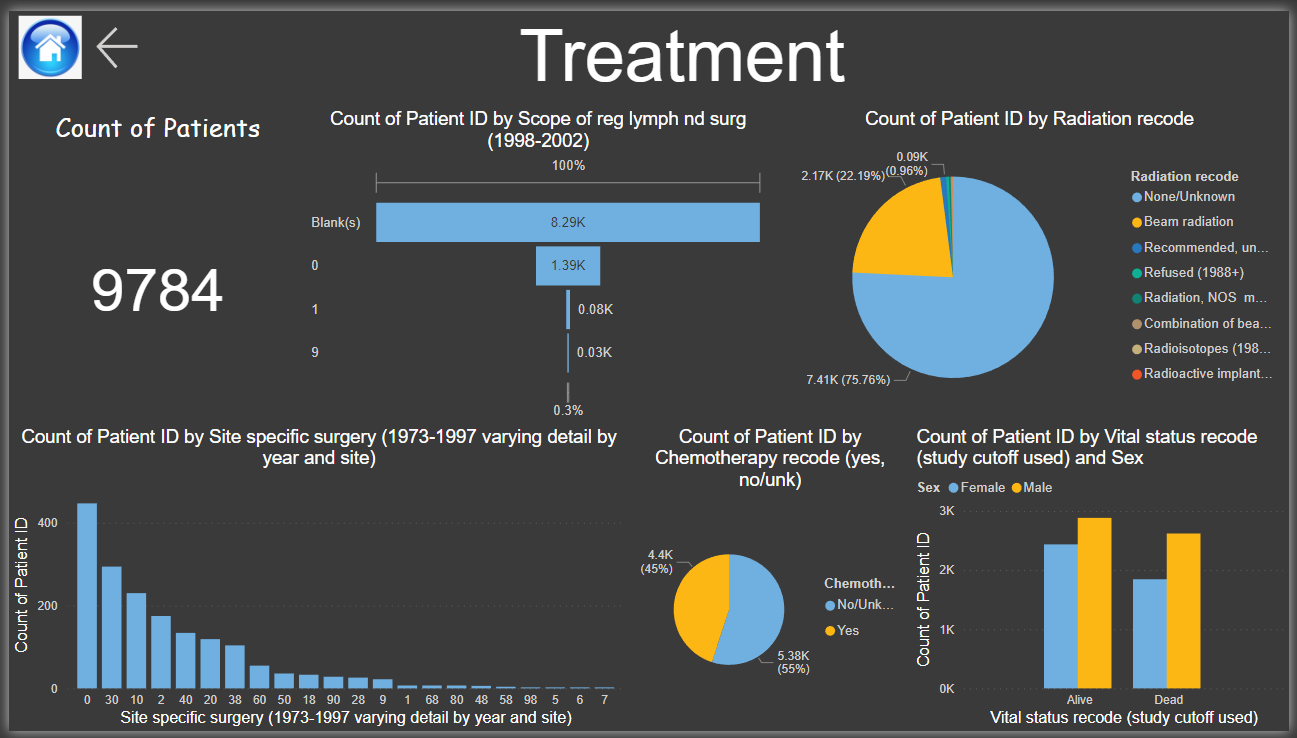 Treatment
Count of Patients
9784
Count of Patient ID by Scope of reg lymph nd surg
(1998-2002)
100%
Blank(s)
8.29K
0
1.39K
1
0.08K
9
0.03K
0.3%
Count of Patient ID by Radiation recode
0.09K
(0.96%)
2.17K (22.19%)
7.41K (75.76%)
Radiation recode
None/Unknown
Beam radiation
Recommended, un...
Refused (1988+)
Radiation, NOS m...
Combination of bea...
Radioisotopes (198...
Radioactive implant...
Count of Patient ID by Site specific surgery (1973-1997 varying detail by
year and site)
Count of Patient ID
400
200
0
0 30 10 2 40 20 38 60 50 18 90 28 9 1 68 80 48 58 98 5 6 7
Site specific surgery (1973-1997 varying detail by year and site)
Count of Patient ID by
Chemotherapy recode (yes,
no/unk)
4.4K
(45%)
5.38K
(55%)
Chemoth...
No/Unk...
Yes
Count of Patient ID by Vital status recode
(study cutoff used) and Sex
Sex Female Male
Count of Patient ID
3K
2K
1K
0K
Alive Dead
Vital status recode (study cutoff used)